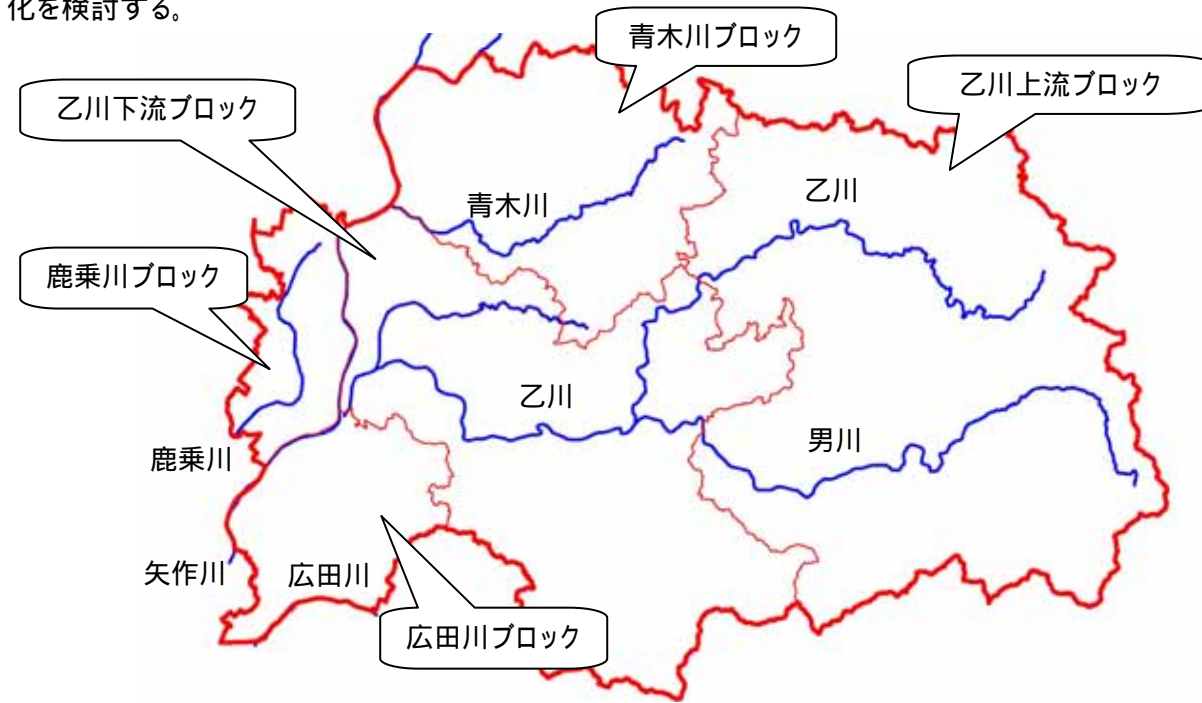 化を検討する。
青木川ブロック
乙川下流ブロック
乙川上流ブロック
青木川
乙川
鹿乗川ブロック
乙川
男川
鹿乗川
矢作川
広田川
広田川ブロック